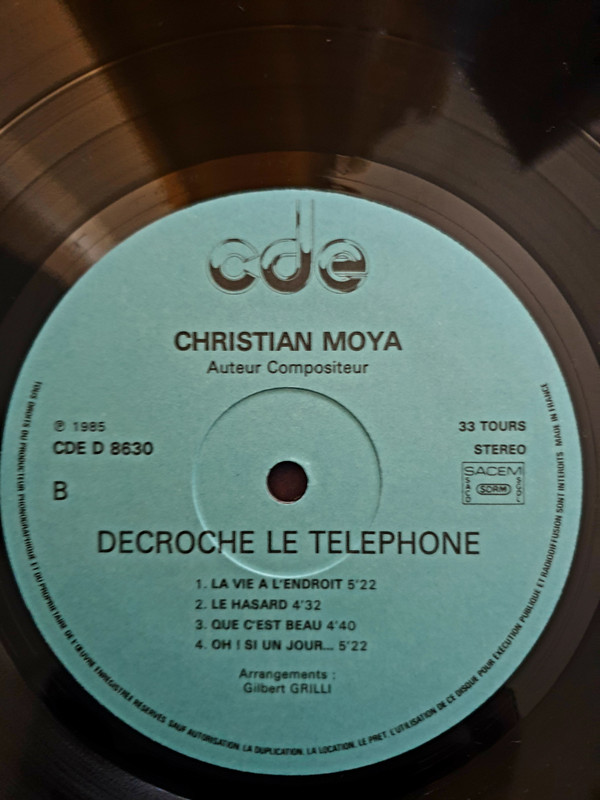 cde
CHRISTIAN MOYA
Auteur Compositeur
℗ 1985
CDE D 8630
B
33 TOURS
STEREO
SACEM
SACD
SDRM
SGDL
DECROCHE LE TELEPHONE
1. LA VIE A L'ENDROIT 5'22
2. LE HASARD 4'32
3. QUE C'EST BEAU 4'40
4. OH ! SI UN JOUR... 5'22
Arrangements :
Gilbert GRILLI
TOUS DROITS DU PRODUCTEUR PHONOGRAPHIQUE ET DU PROPRIETAIRE DE L'ŒUVRE ENREGISTREE RESERVES. SAUF AUTORISATION. LA DUPLICATION. LA LOCATION. LE PRET. L'UTILISATION DE CE DISQUE POUR EXECUTION PUBLIQUE ET RADIODIFFUSION SONT INTERDITS MADE IN FRANCE